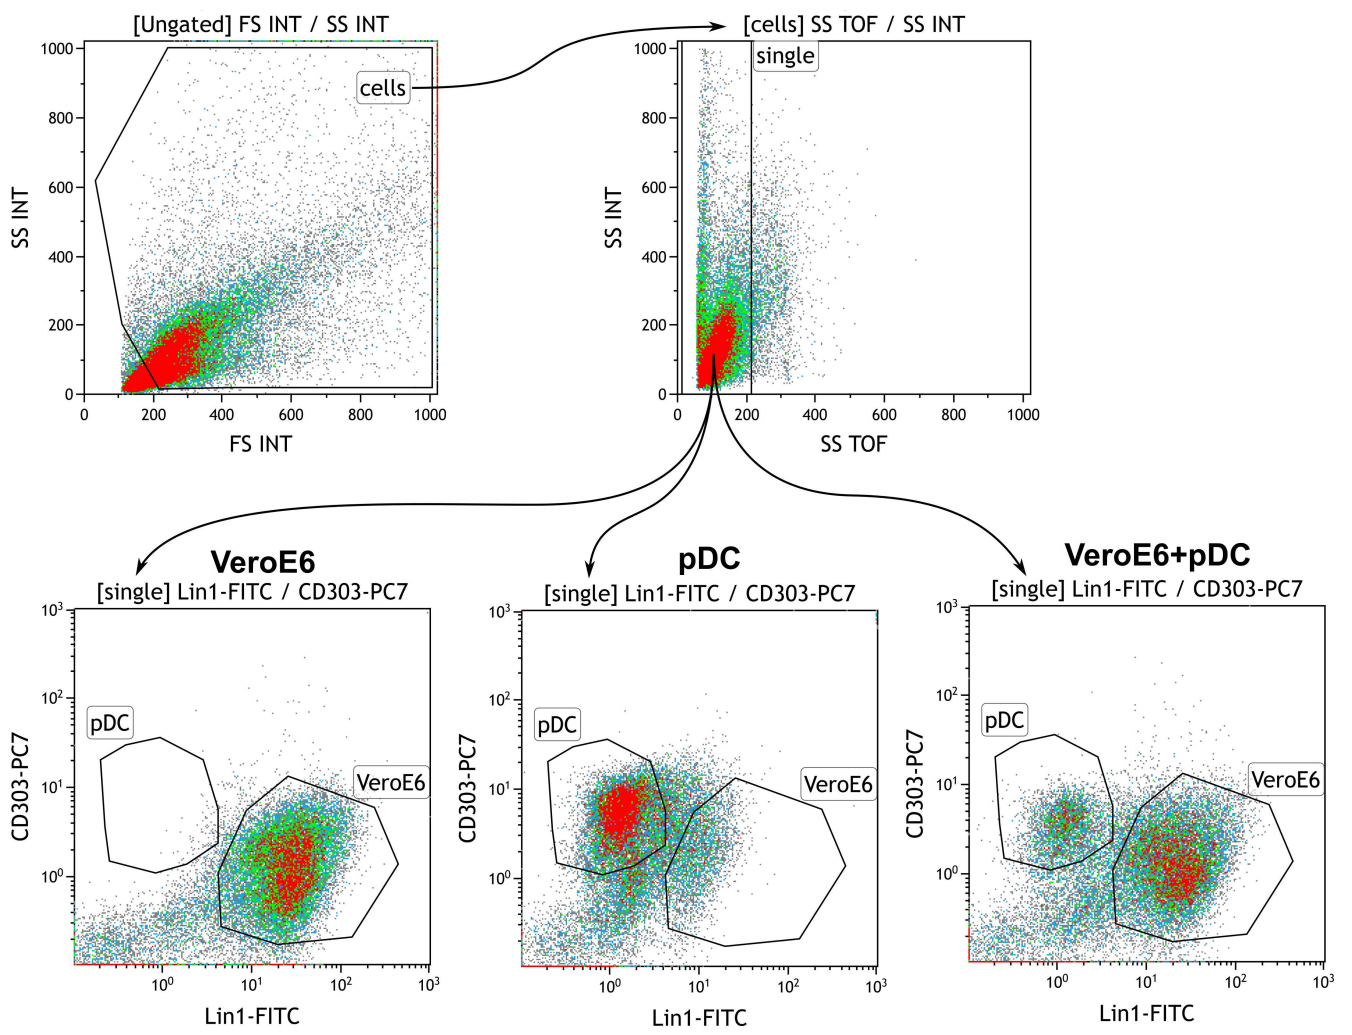 [Ungated] FS INT / SS INT
[cells] SS TOF / SS INT
1000
800
600
400
200
0
SS INT
cells
0 200 400 600 800 1000
FS INT
1000
800
600
400
200
0
SS INT
single
0 200 400 600 800 1000
SS TOF
VeroE6
[single] Lin1-FITC / CD303-PC7
10³
10²
10¹
10⁰
CD303-PC7
pDC
VeroE6
10⁰ 10¹ 10² 10³
Lin1-FITC
pDC
[single] Lin1-FITC / CD303-PC7
10³
10²
10¹
10⁰
CD303-PC7
pDC
VeroE6
10⁰ 10¹ 10² 10³
Lin1-FITC
VeroE6+pDC
[single] Lin1-FITC / CD303-PC7
10³
10²
10¹
10⁰
CD303-PC7
pDC
VeroE6
10⁰ 10¹ 10² 10³
Lin1-FITC